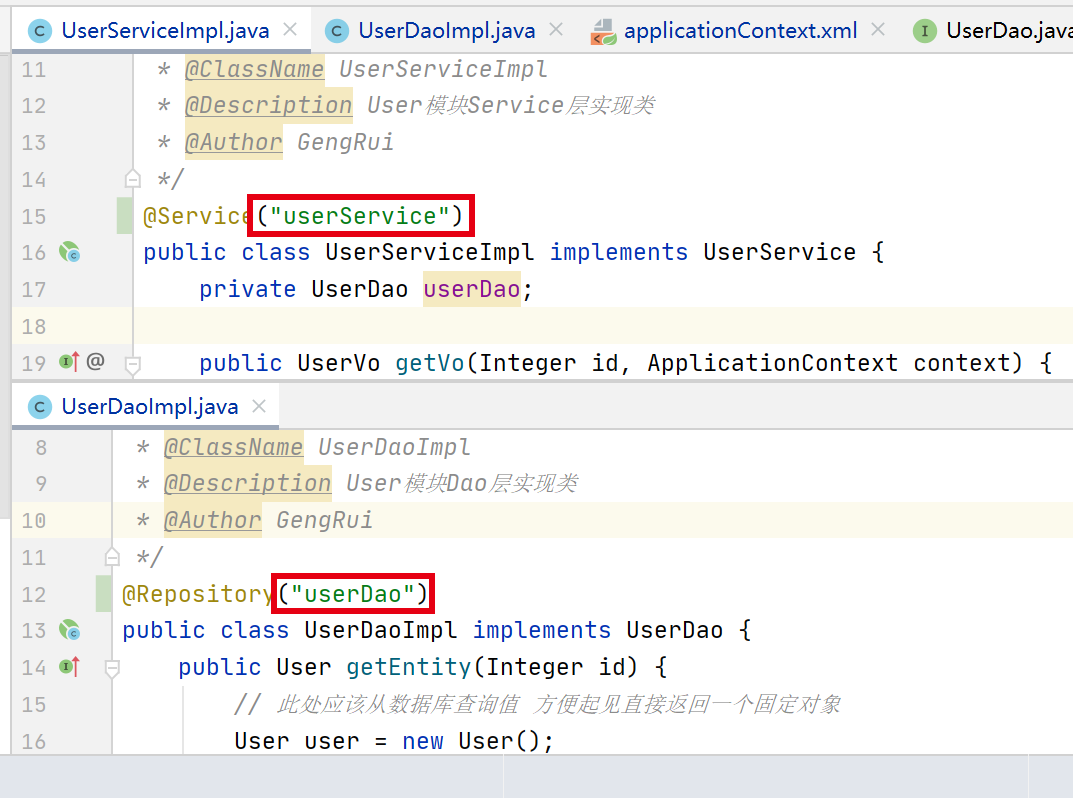 UserServiceImpl.java UserDaoImpl.java applicationContext.xml UserDao.java
11 * @ClassName UserServiceImpl
12 * @Description User模块Service层实现类
13 * @Author GengRui
14 */
15 @Service("userService")
16 public class UserServiceImpl implements UserService {
17 private UserDao userDao;
18
19 @ public UserVo getVo(Integer id, ApplicationContext context) {
UserDaoImpl.java
8 * @ClassName UserDaoImpl
9 * @Description User模块Dao层实现类
10 * @Author GengRui
11 */
12 @Repository("userDao")
13 public class UserDaoImpl implements UserDao {
14 public User getEntity(Integer id) {
15 // 此处应该从数据库查询值 方便起见直接返回一个固定对象
16 User user = new User();